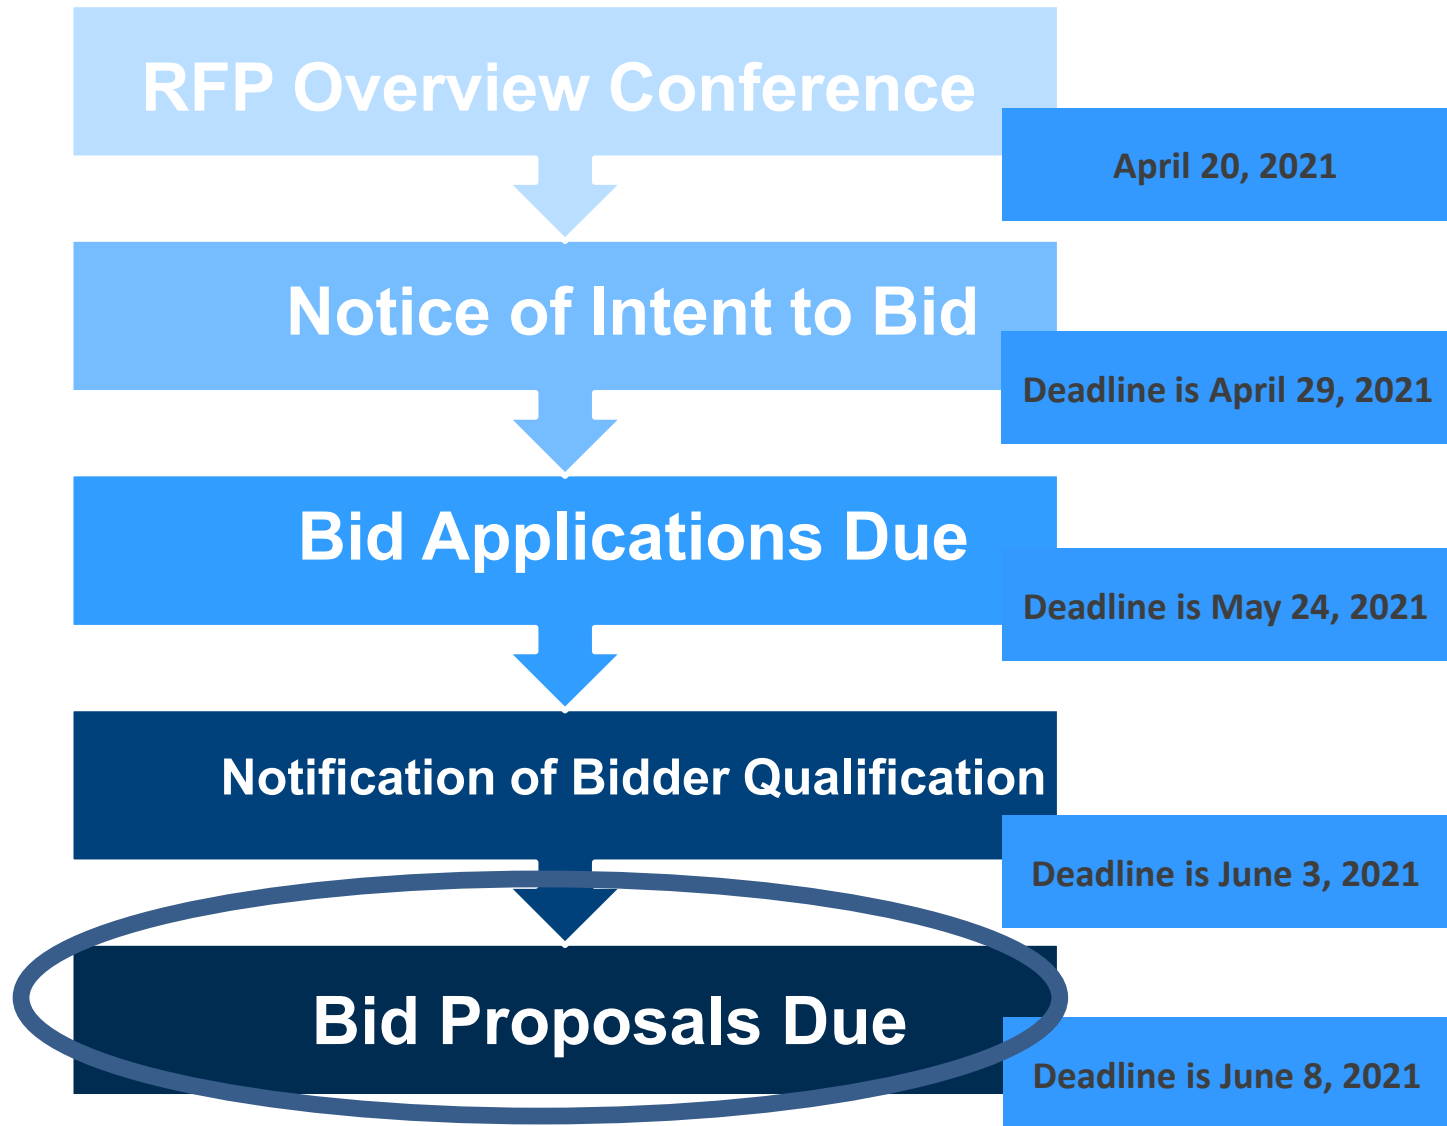 RFP Overview Conference
April 20, 2021
Notice of Intent to Bid
Deadline is April 29, 2021
Bid Applications Due
Deadline is May 24, 2021
Notification of Bidder Qualification
Deadline is June 3, 2021
Bid Proposals Due
Deadline is June 8, 2021